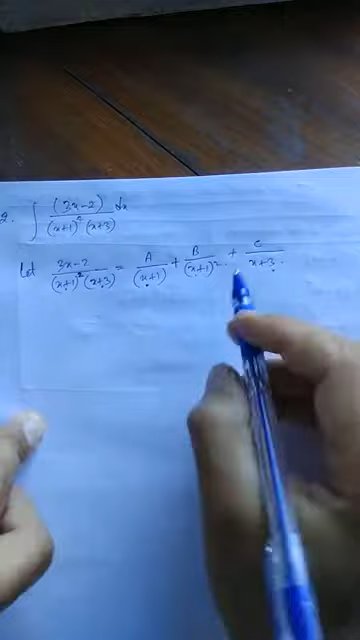 2. ∫ (3x-2)/((x+1)²(x+3)) dx
Let (3x-2)/((x+1)²(x+3)) = A/(x+1) + B/(x+1)² + C/(x+3)